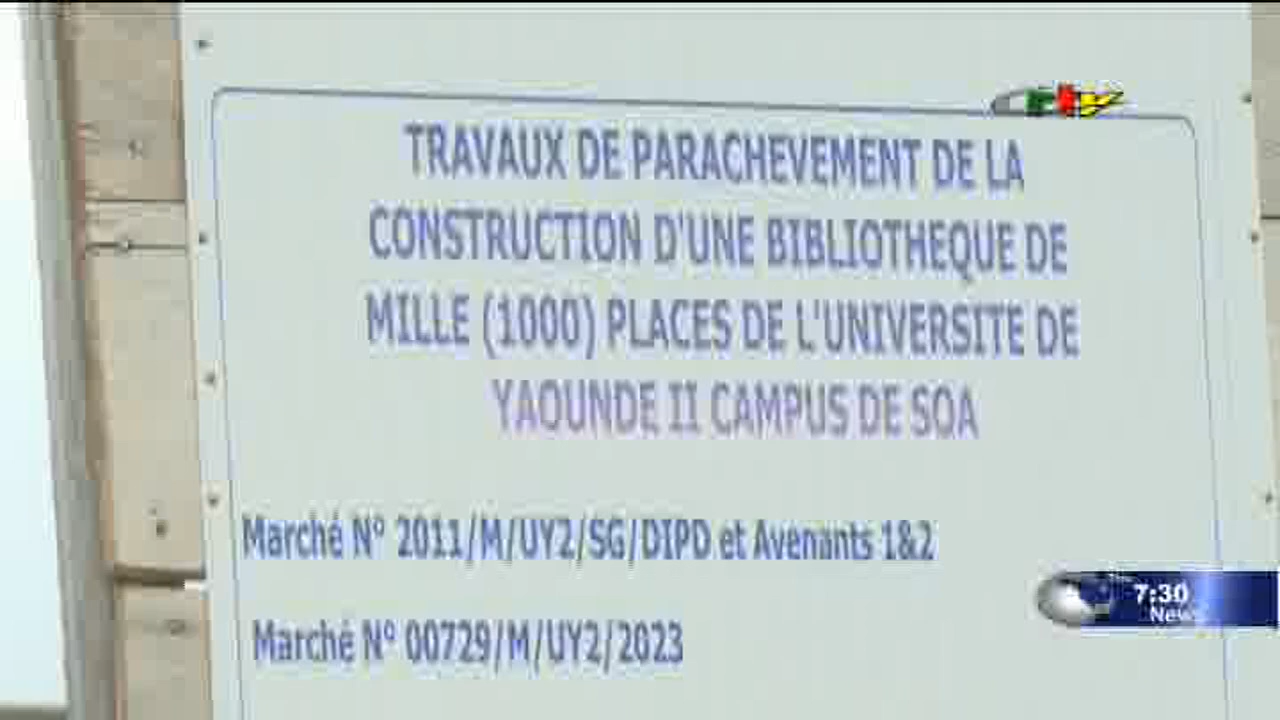 rtv
TRAVAUX DE PARACHEVEMENT DE LA
CONSTRUCTION D'UNE BIBLIOTHEQUE DE
MILLE (1000) PLACES DE L'UNIVERSITE DE
YAOUNDE II CAMPUS DE SOA
Marché N° 2011/M/UY2/SG/DIPD et Avenants 1&2
7:30
News
Marché N° 00729/M/UY2/2023